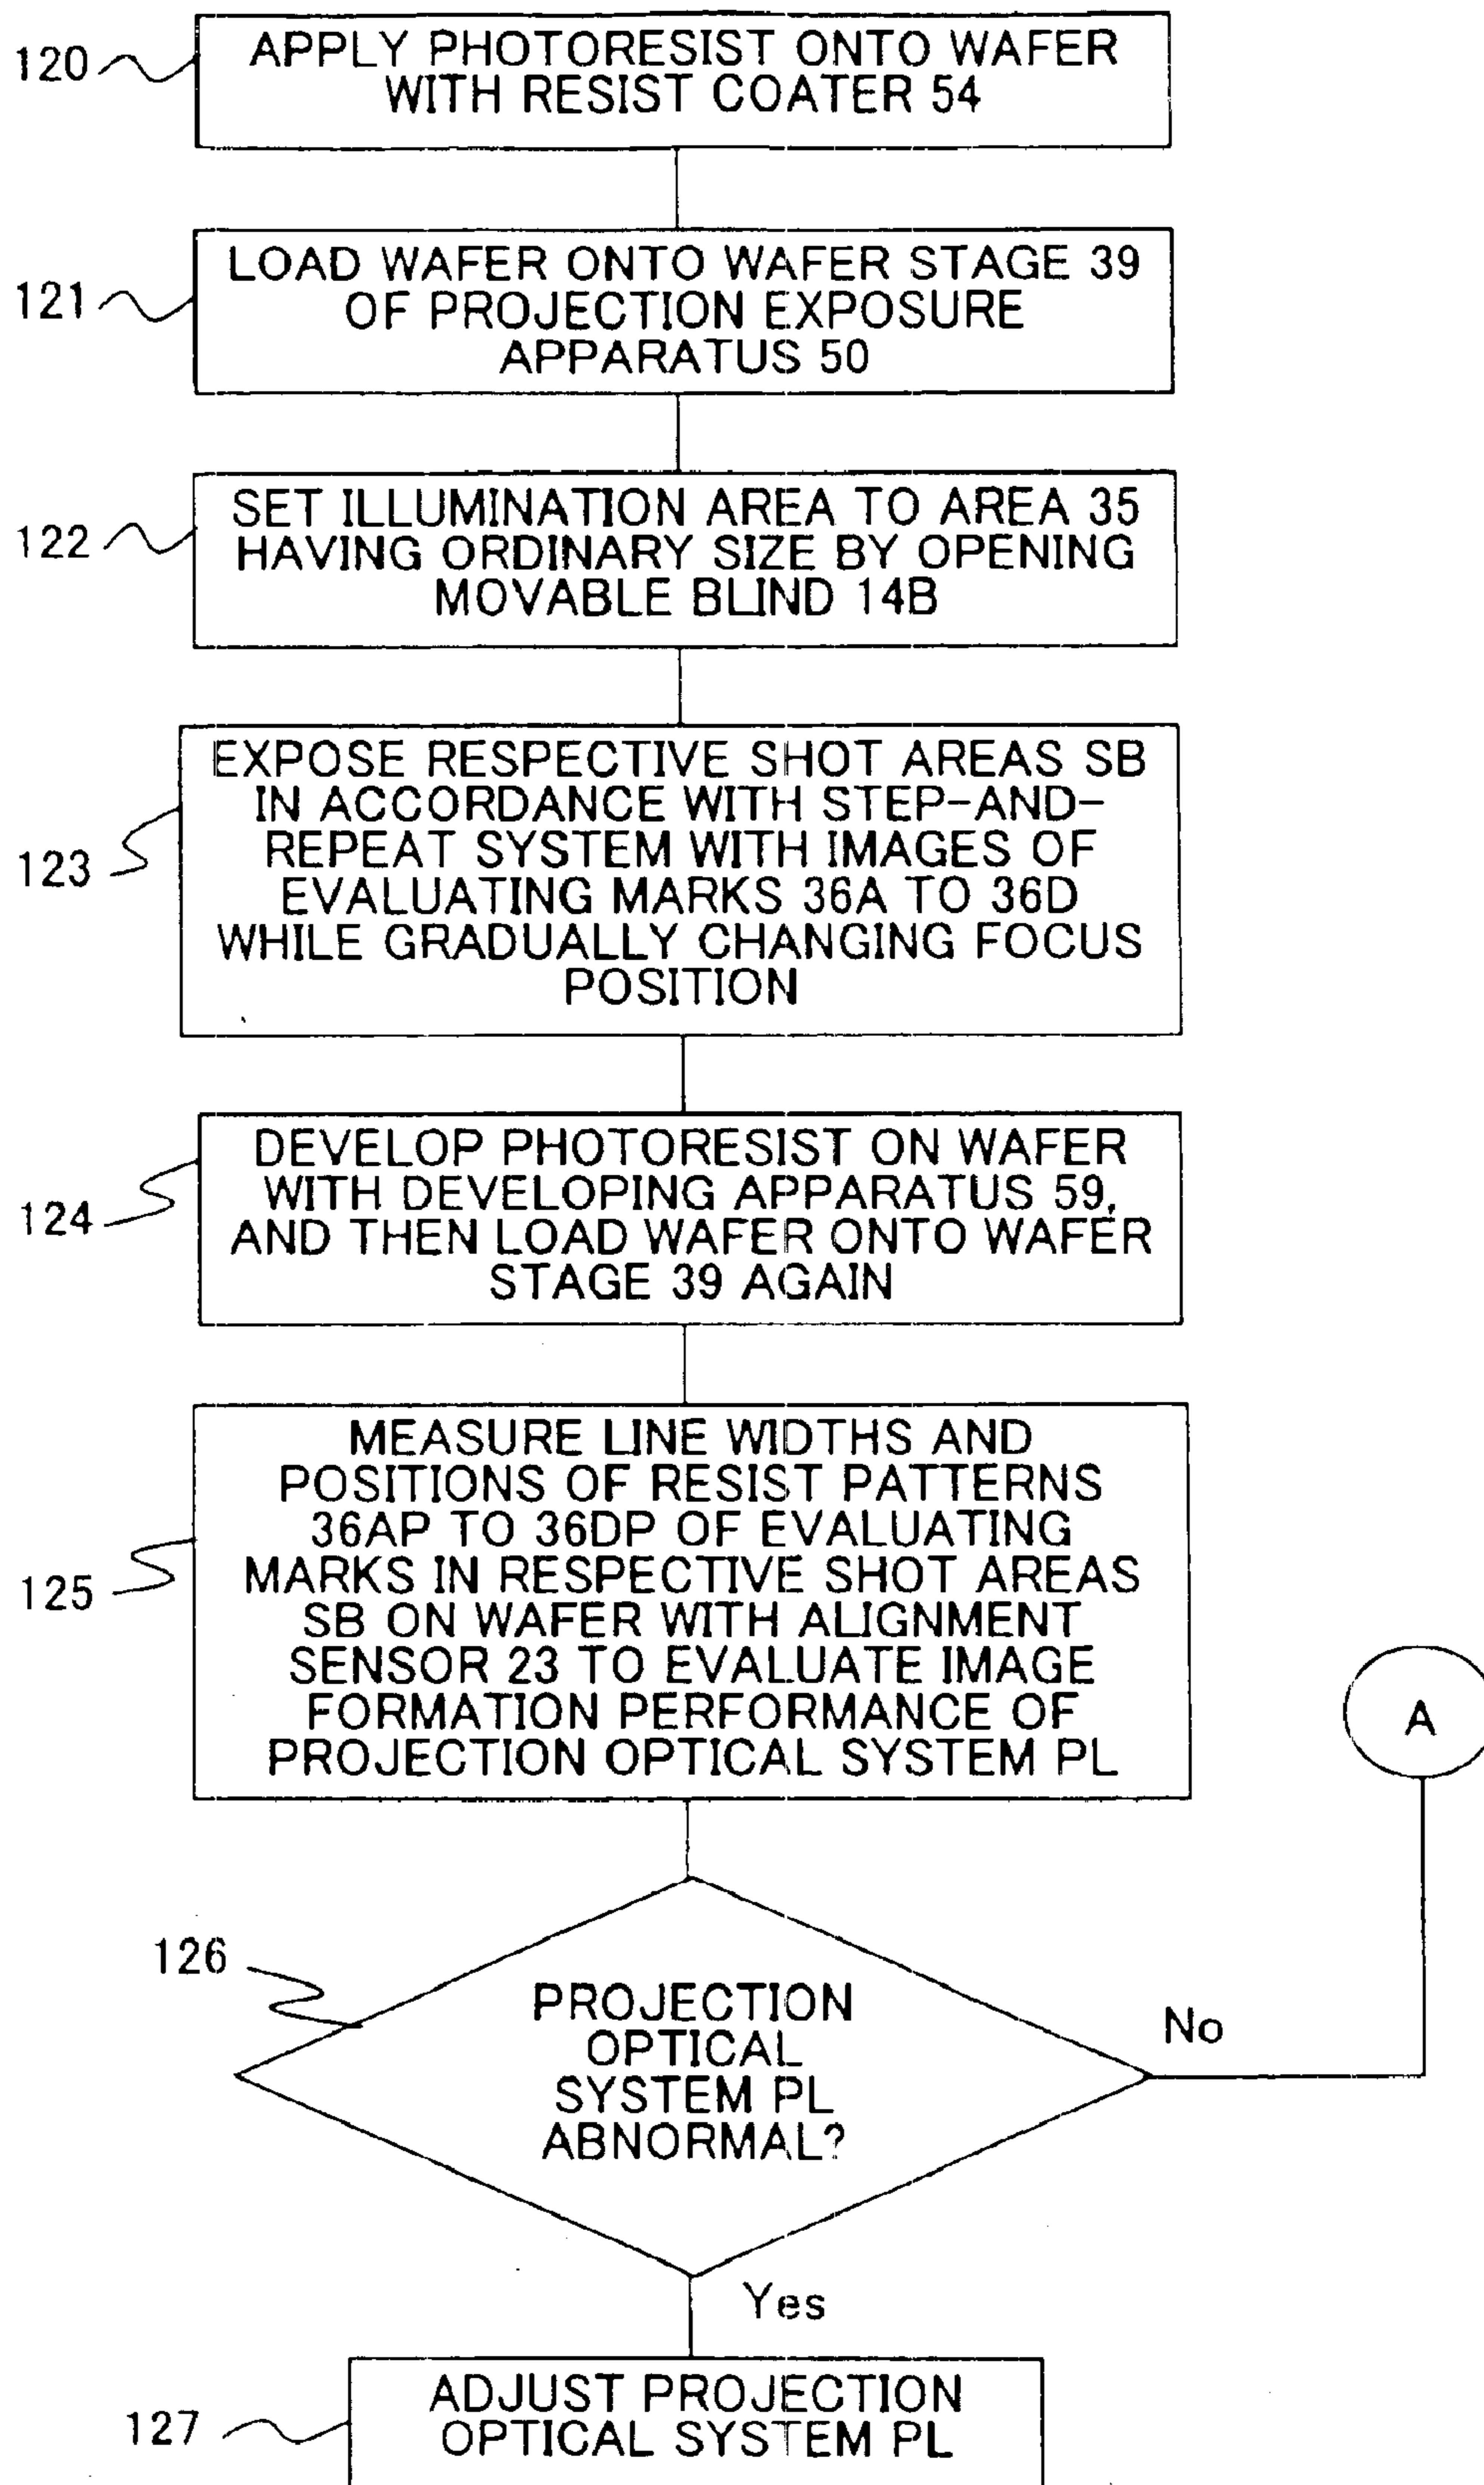 120
APPLY PHOTORESIST ONTO WAFER
WITH RESIST COATER 54
121
LOAD WAFER ONTO WAFER STAGE 39
OF PROJECTION EXPOSURE
APPARATUS 50
122
SET ILLUMINATION AREA TO AREA 35
HAVING ORDINARY SIZE BY OPENING
MOVABLE BLIND 14B
123
EXPOSE RESPECTIVE SHOT AREAS SB
IN ACCORDANCE WITH STEP-AND-
REPEAT SYSTEM WITH IMAGES OF
EVALUATING MARKS 36A TO 36D
WHILE GRADUALLY CHANGING FOCUS
POSITION
124
DEVELOP PHOTORESIST ON WAFER
WITH DEVELOPING APPARATUS 59,
AND THEN LOAD WAFER ONTO WAFER
STAGE 39 AGAIN
125
MEASURE LINE WIDTHS AND
POSITIONS OF RESIST PATTERNS
36AP TO 36DP OF EVALUATING
MARKS IN RESPECTIVE SHOT AREAS
SB ON WAFER WITH ALIGNMENT
SENSOR 23 TO EVALUATE IMAGE
FORMATION PERFORMANCE OF
PROJECTION OPTICAL SYSTEM PL
A
126
PROJECTION
OPTICAL
SYSTEM PL
ABNORMAL?
No
Yes
127
ADJUST PROJECTION
OPTICAL SYSTEM PL